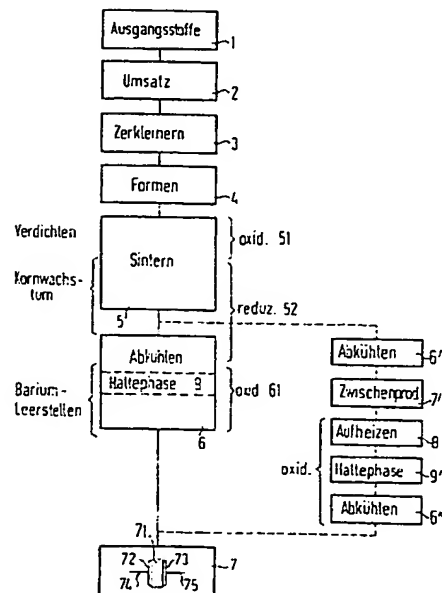 Ausgangsstoffe
1
Umsatz
2
Zerkleinern
3
Formen
4
Verdichten
Sintern
oxid. 51
Kornwachs-
tum
5
reduz. 52
Abkühlen
Haltephase 9
oxid 61
Barium-
Leerstellen
6
Abkühlen
6'
Zwischenprod.
7'
Aufheizen
8
oxid.
Haltephase
9'
Abkühlen
6"
71
72
73
74
75
7